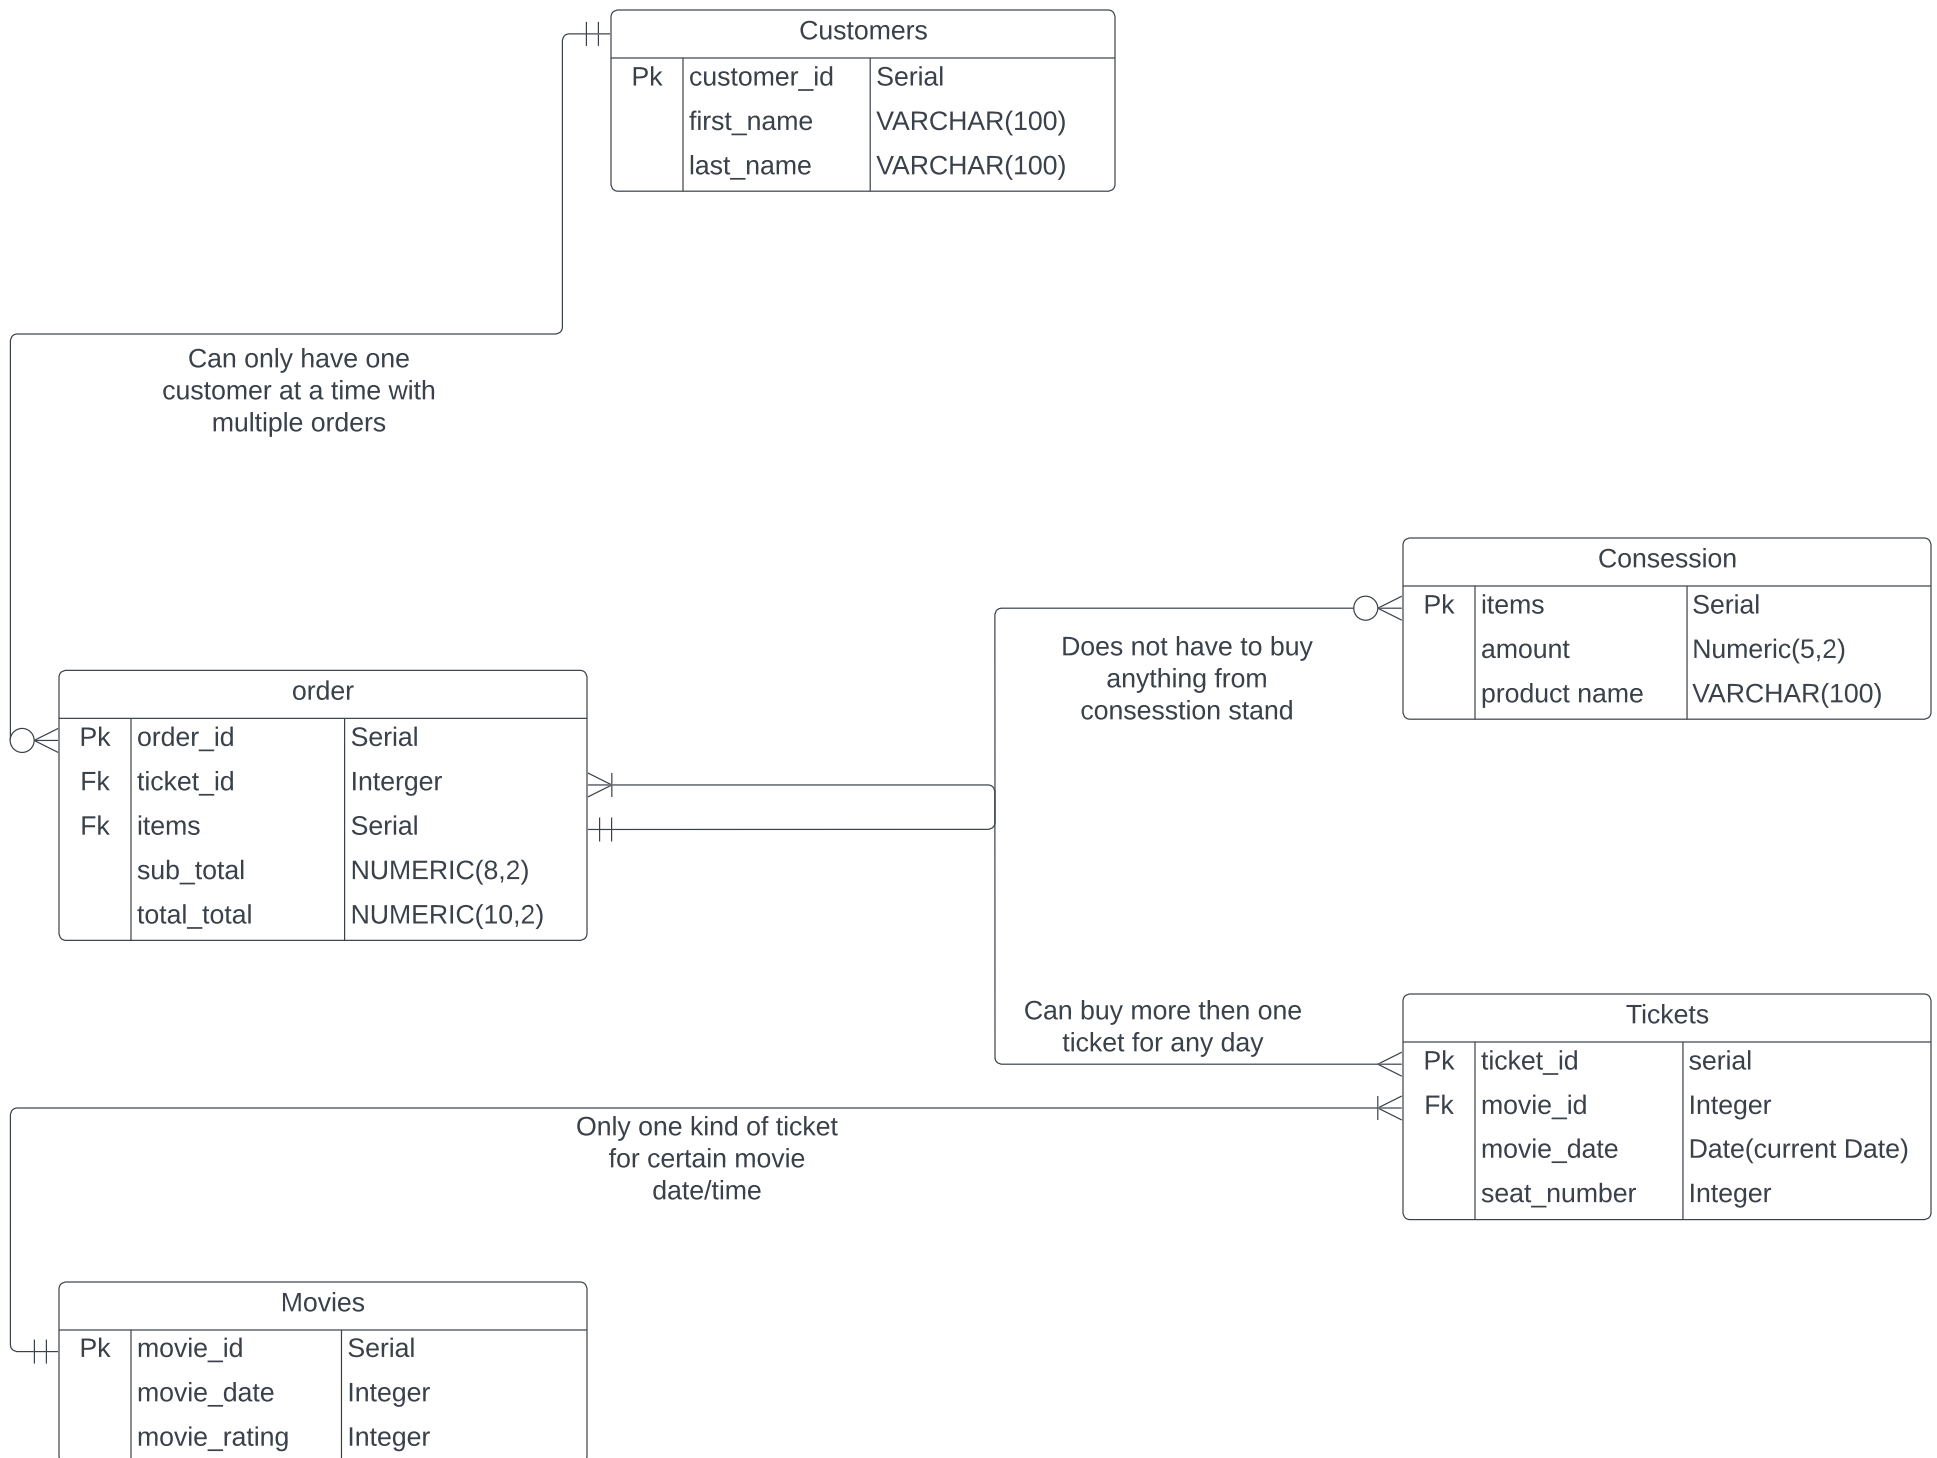 Customers
Pk customer_id Serial
first_name VARCHAR(100)
last_name VARCHAR(100)
Can only have one
customer at a time with
multiple orders
Consession
Pk items Serial
amount Numeric(5,2)
product name VARCHAR(100)
Does not have to buy
anything from
consesstion stand
order
Pk order_id Serial
Fk ticket_id Interger
Fk items Serial
sub_total NUMERIC(8,2)
total_total NUMERIC(10,2)
Can buy more then one
ticket for any day
Tickets
Pk ticket_id serial
Fk movie_id Integer
movie_date Date(current Date)
seat_number Integer
Only one kind of ticket
for certain movie
date/time
Movies
Pk movie_id Serial
movie_date Integer
movie_rating Integer